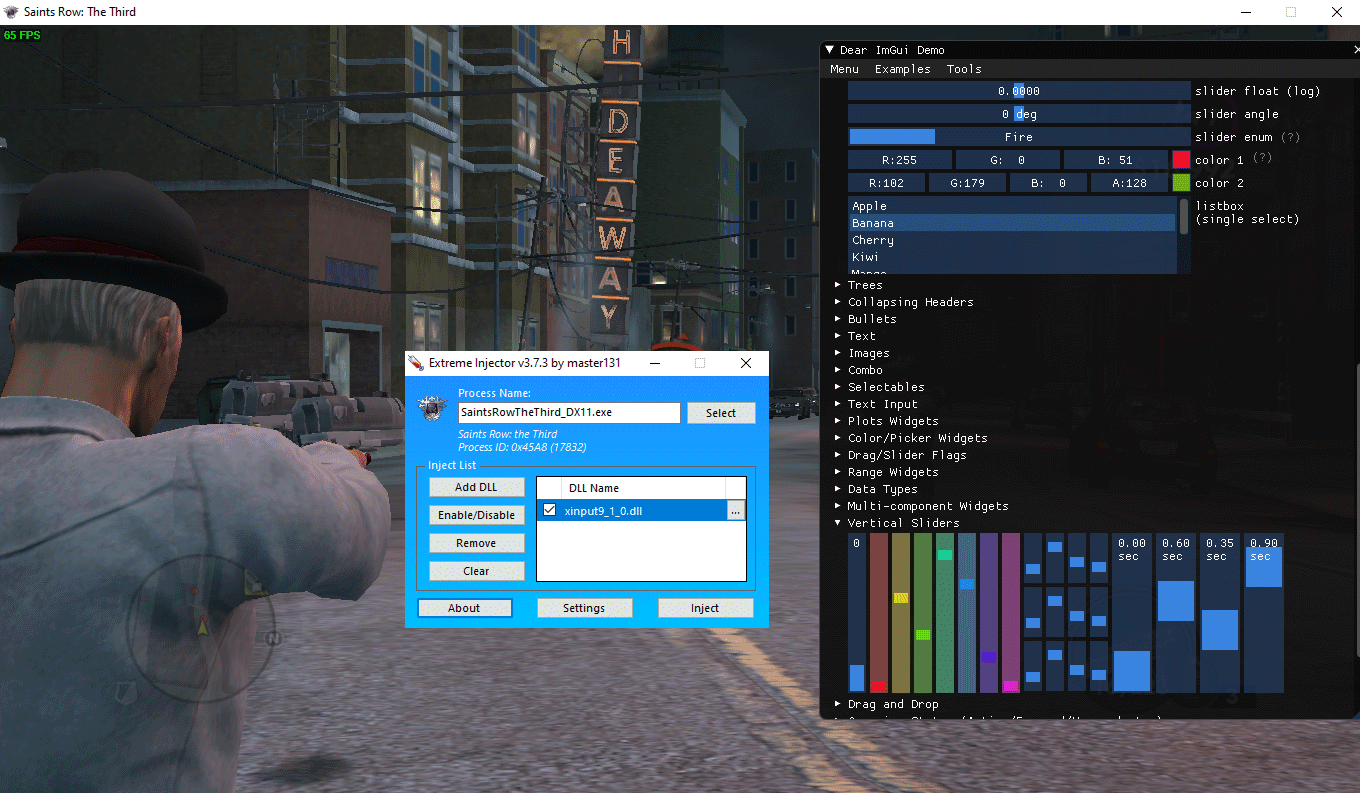 Saints Row: The Third
65 FPS
HIDEAWAY
Dear ImGui Demo
Menu Examples Tools
0.0000 slider float (log)
0 deg slider angle
Fire slider enum (?)
R:255 G: 0 B: 51 color 1 (?)
R:102 G:179 B: 0 A:128 color 2
Apple
Banana
Cherry
Kiwi
Mango
listbox
(single select)
Trees
Collapsing Headers
Bullets
Text
Images
Combo
Selectables
Text Input
Plots Widgets
Color/Picker Widgets
Drag/Slider Flags
Range Widgets
Data Types
Multi-component Widgets
Vertical Sliders
0
0.00
sec
0.60
sec
0.35
sec
0.90
sec
Drag and Drop
Extreme Injector v3.7.3 by master131
Process Name:
SaintsRowTheThird_DX11.exe
Select
Saints Row: the Third
Process ID: 0x45A8 (17832)
Inject List
Add DLL
Enable/Disable
Remove
Clear
DLL Name
xinput9_1_0.dll
...
About
Settings
Inject
N